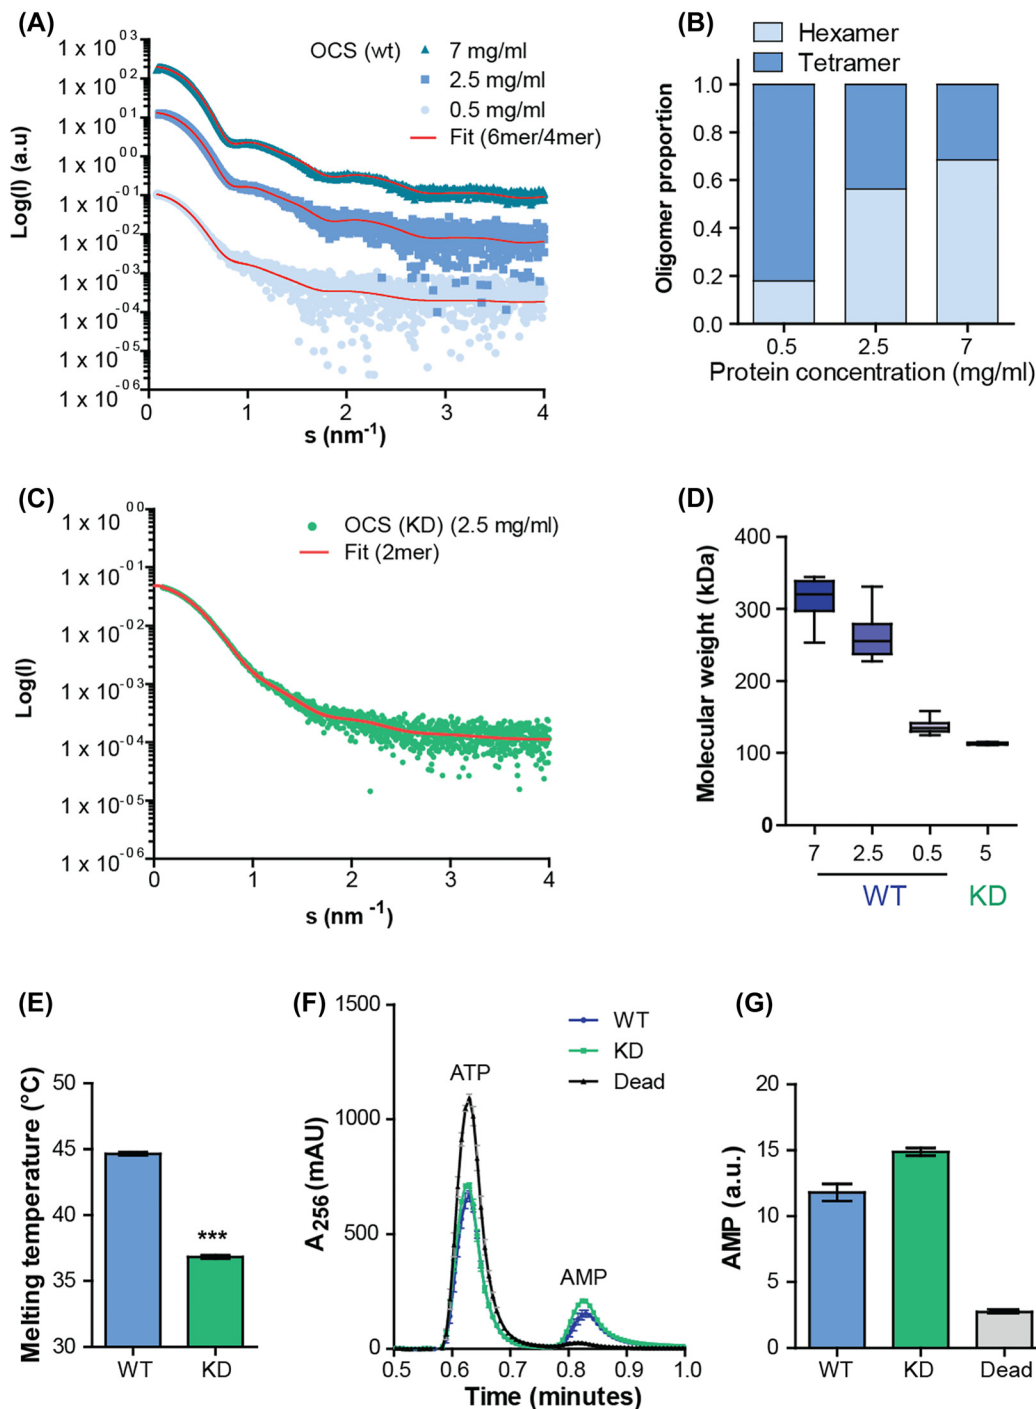 (A)
OCS (wt)
7 mg/ml
2.5 mg/ml
0.5 mg/ml
Fit (6mer/4mer)
Log(I) (a.u)
1 x 10^03
1 x 10^02
1 x 10^01
1 x 10^00
1 x 10^-01
1 x 10^-02
1 x 10^-03
1 x 10^-04
1 x 10^-05
1 x 10^-06
0 1 2 3 4
s (nm^-1)
(B)
Hexamer
Tetramer
Oligomer proportion
1.0
0.8
0.6
0.4
0.2
0.0
0.5 2.5 7
Protein concentration (mg/ml)
(C)
OCS (KD) (2.5 mg/ml)
Fit (2mer)
Log(I)
1 x 10^00
1 x 10^-01
1 x 10^-02
1 x 10^-03
1 x 10^-04
1 x 10^-05
1 x 10^-06
0 1 2 3 4
s (nm ^-1)
(D)
Molecular weight (kDa)
400
300
200
100
0
7 2.5 0.5 5
WT KD
(E)
Melting temperature (°C)
50
45
40
35
30
***
WT KD
(F)
WT
KD
Dead
ATP
AMP
A256 (mAU)
1500
1000
500
0
0.5 0.6 0.7 0.8 0.9 1.0
Time (minutes)
(G)
AMP (a.u.)
20
15
10
5
0
WT KD Dead